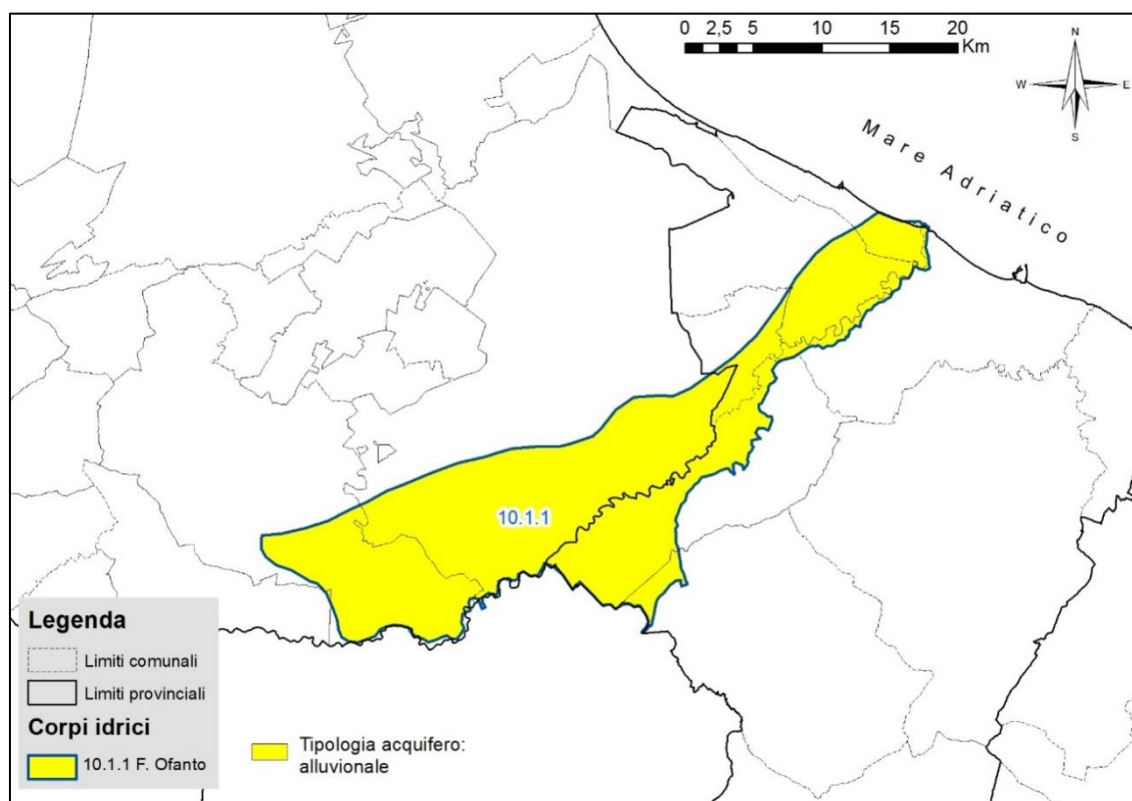 0 2,5 5 10 15 20
Km
N
W E
S
Mare Adriatico
10.1.1
Legenda
Limiti comunali
Limiti provinciali
Corpi idrici
10.1.1 F. Ofanto
Tipologia acquifero:
alluvionale